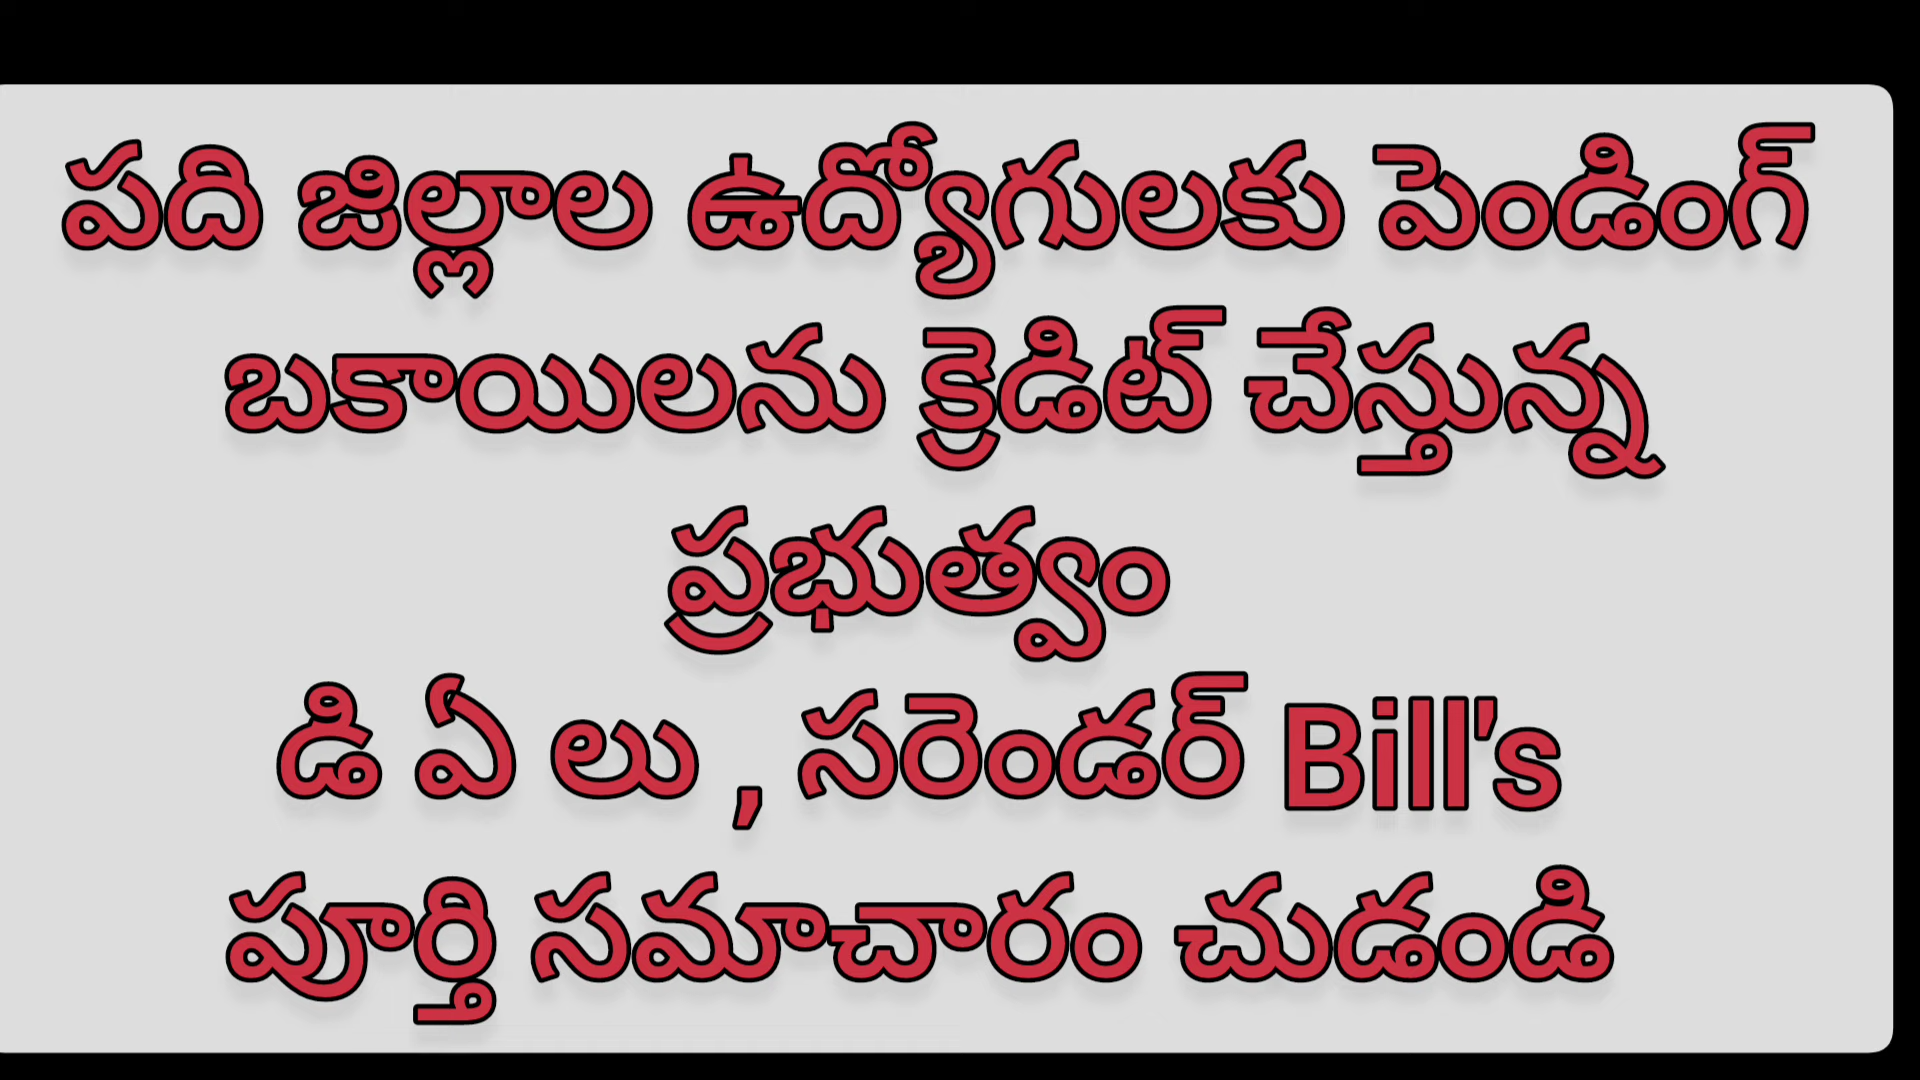 పది జిల్లాల ఉద్యోగులకు పెండింగ్
బకాయిలను క్రెడిట్ చేస్తున్న
ప్రభుత్వం
డి ఏ లు , సరెండర్ Bill's
పూర్తి సమాచారం చుడండి